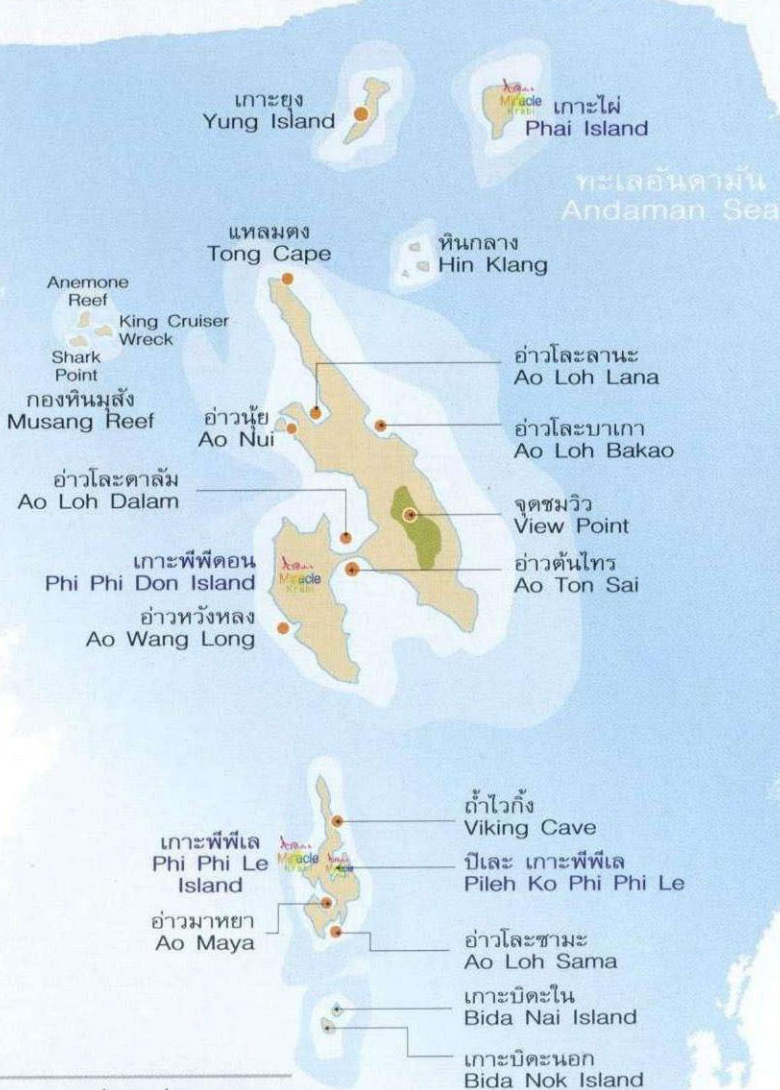 เกาะยุง
Yung Island
Miracle
Krabi
เกาะไผ่
Phai Island
ทะเลอันดามัน
Andaman Sea
แหลมตง
Tong Cape
หินกลาง
Hin Klang
Anemone
Reef
King Cruiser
Wreck
Shark
Point
กองหินมุสัง
Musang Reef
อ่าวโละลานะ
Ao Loh Lana
อ่าวนุ้ย
Ao Nui
อ่าวโละบาเกา
Ao Loh Bakao
อ่าวโละดาลัม
Ao Loh Dalam
จุดชมวิว
View Point
เกาะพีพีดอน
Phi Phi Don Island
Miracle
Krabi
อ่าวต้นไทร
Ao Ton Sai
อ่าวหวังหลง
Ao Wang Long
ถ้ำไวกิ้ง
Viking Cave
เกาะพีพีเล
Phi Phi Le
Island
Miracle
Krabi
ปิเละ เกาะพีพีเล
Pileh Ko Phi Phi Le
อ่าวมาหยา
Ao Maya
อ่าวโละซามะ
Ao Loh Sama
เกาะบิดะใน
Bida Nai Island
เกาะบิดะนอก
Bida Nok Island